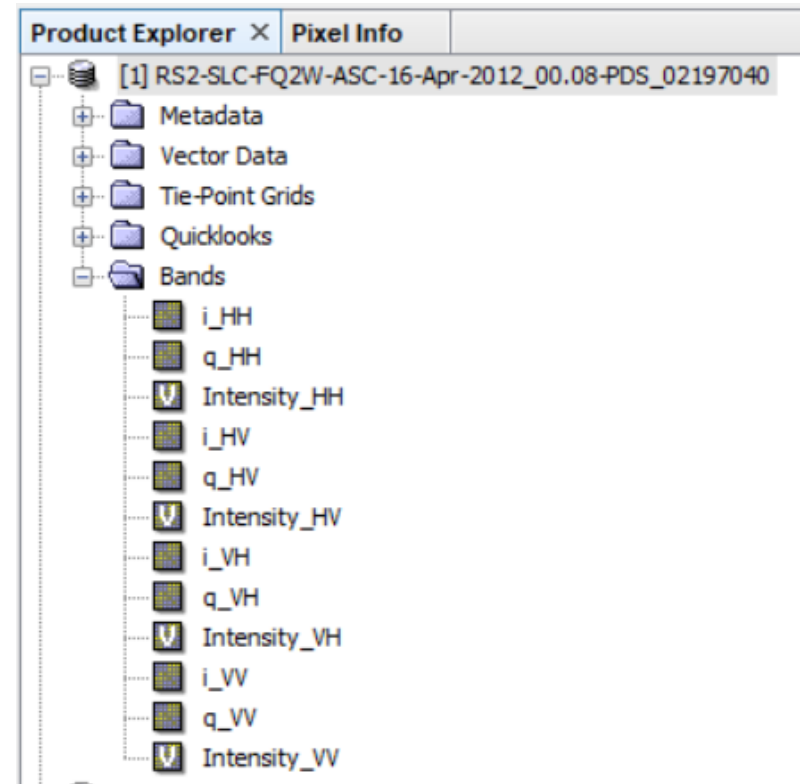 Product Explorer × Pixel Info
[1] RS2-SLC-FQ2W-ASC-16-Apr-2012_00.08-PDS_02197040
Metadata
Vector Data
Tie-Point Grids
Quicklooks
Bands
i_HH
q_HH
Intensity_HH
i_HV
q_HV
Intensity_HV
i_VH
q_VH
Intensity_VH
i_VV
q_VV
Intensity_VV